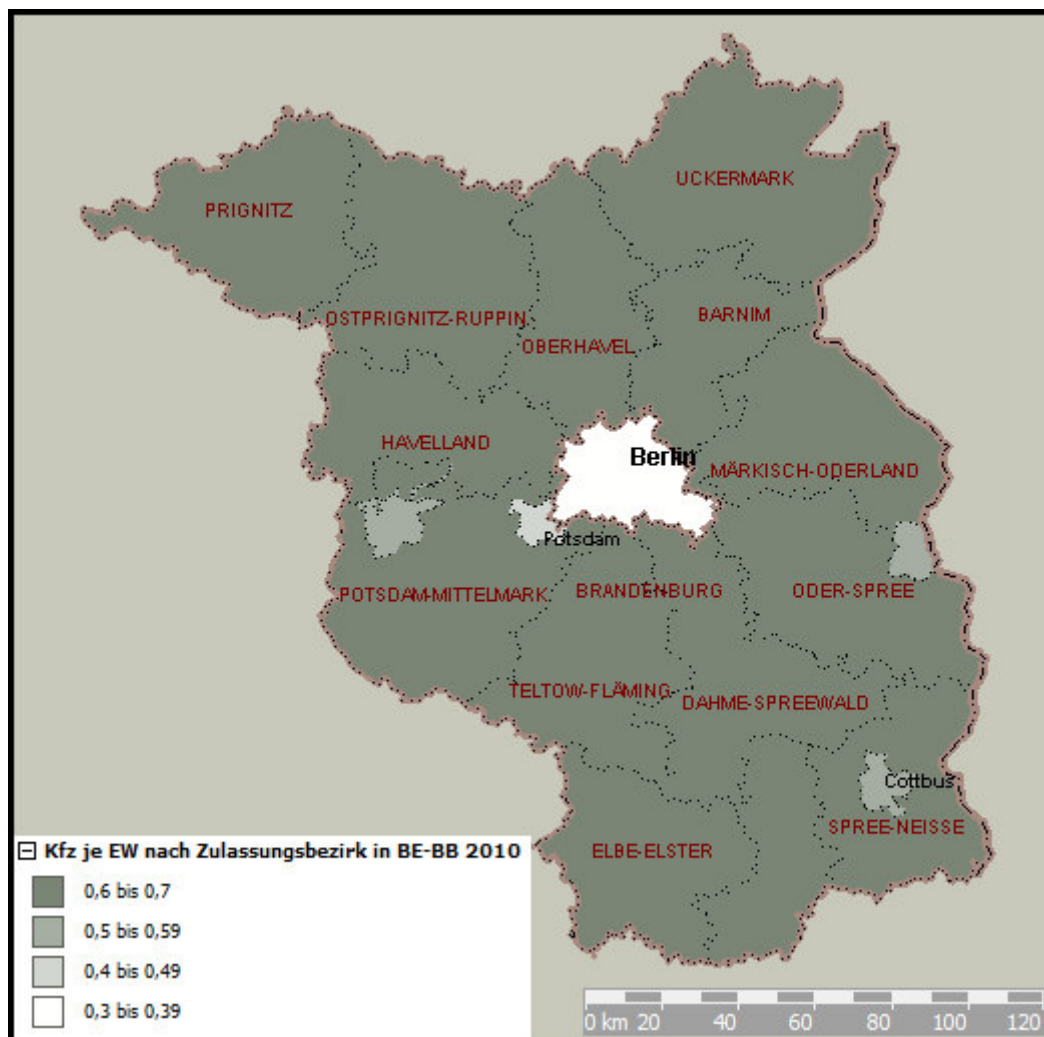 UCKERMARK
PRIGNITZ
BARNIM
OSTPRIGNITZ-RUPPIN
OBERHAVEL
HAVELLAND
Berlin
MÄRKISCH-ODERLAND
Potsdam
POTSDAM-MITTELMARK
BRANDENBURG
ODER-SPREE
TELTOW-FLÄMING
DAHME-SPREEWALD
Cottbus
SPREE-NEISSE
ELBE-ELSTER
Kfz je EW nach Zulassungsbezirk in BE-BB 2010
0,6 bis 0,7
0,5 bis 0,59
0,4 bis 0,49
0,3 bis 0,39
0 km 20 40 60 80 100 120